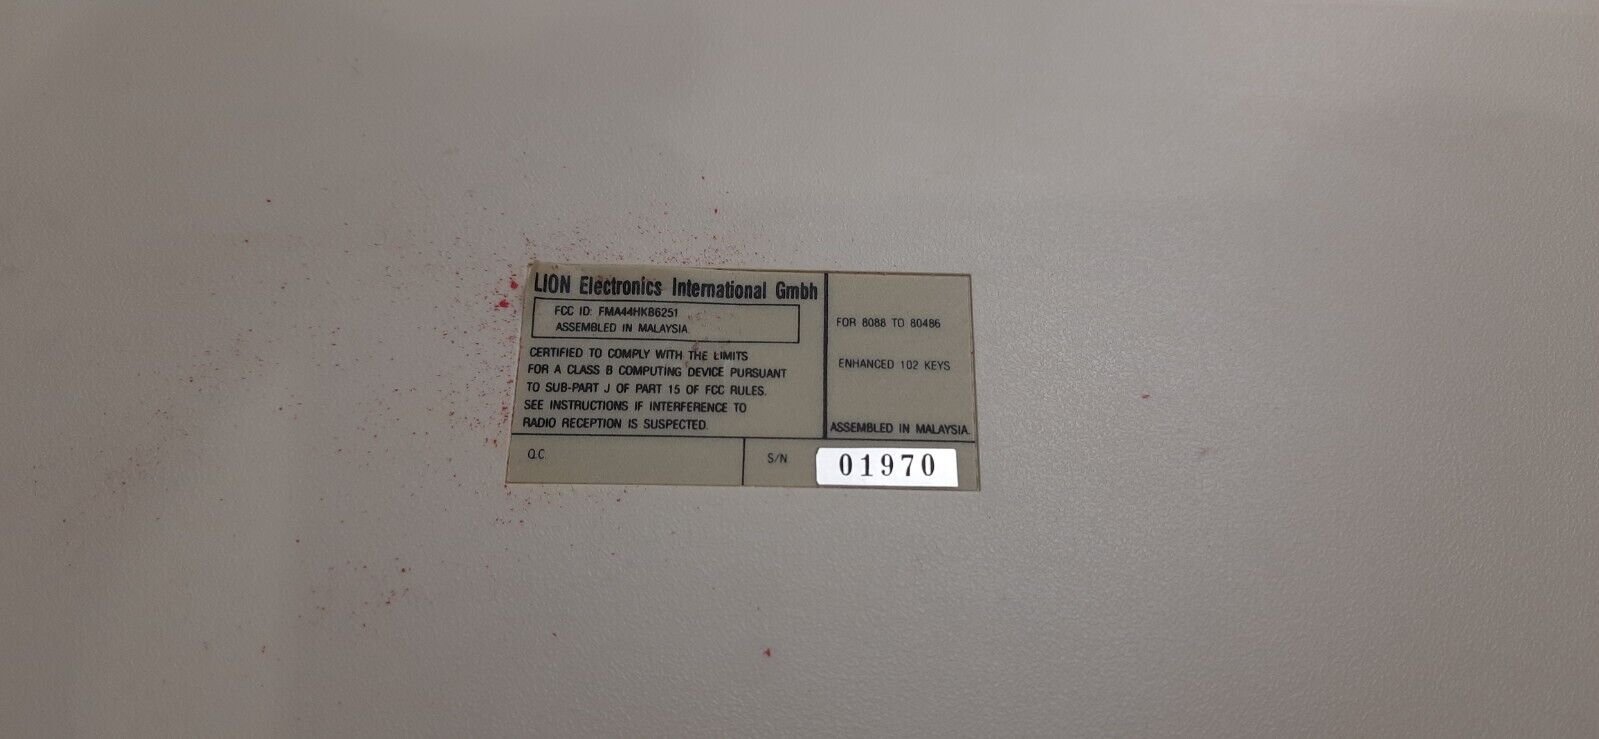 LION Electronics International Gmbh
FCC ID: FMA44HKB6251
ASSEMBLED IN MALAYSIA.
CERTIFIED TO COMPLY WITH THE LIMITS
FOR A CLASS B COMPUTING DEVICE PURSUANT
TO SUB-PART J OF PART 15 OF FCC RULES.
SEE INSTRUCTIONS IF INTERFERENCE TO
RADIO RECEPTION IS SUSPECTED.
FOR 8088 TO 80486
ENHANCED 102 KEYS
ASSEMBLED IN MALAYSIA.
Q.C.
S/N
01970